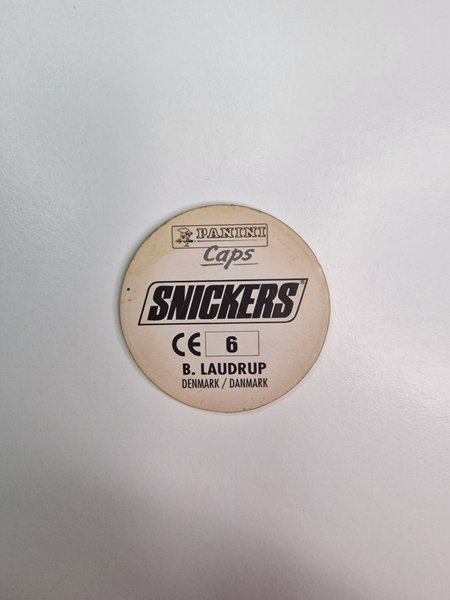 PANINI
Caps
SNICKERS®
CE 6
B. LAUDRUP
DENMARK / DANMARK